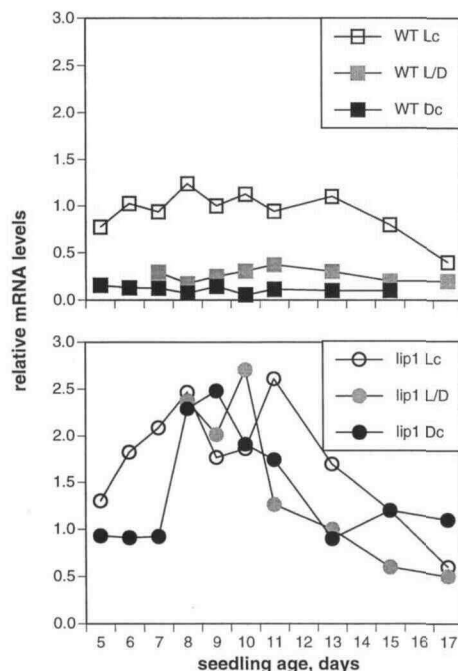 3.0
2.5
2.0
1.5
1.0
0.5
0.0
WT Lc
WT L/D
WT Dc
relative mRNA levels
3.0
2.5
2.0
1.5
1.0
0.5
0.0
lip1 Lc
lip1 L/D
lip1 Dc
5 6 7 8 9 10 11 12 13 14 15 16 17
seedling age, days